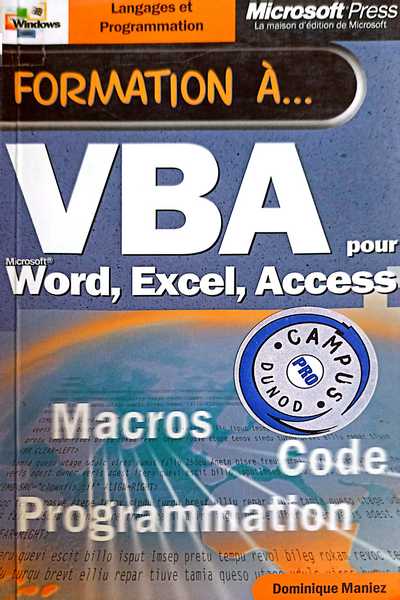 Windows
Langages et
Programmation
Microsoft Press
La maison d'édition de Microsoft
FORMATION À...
VBA
pour
Microsoft®
Word, Excel, Access
CAMPUS
PRO
DUNOD
Macros
Code
Programmation
Dominique Maniez